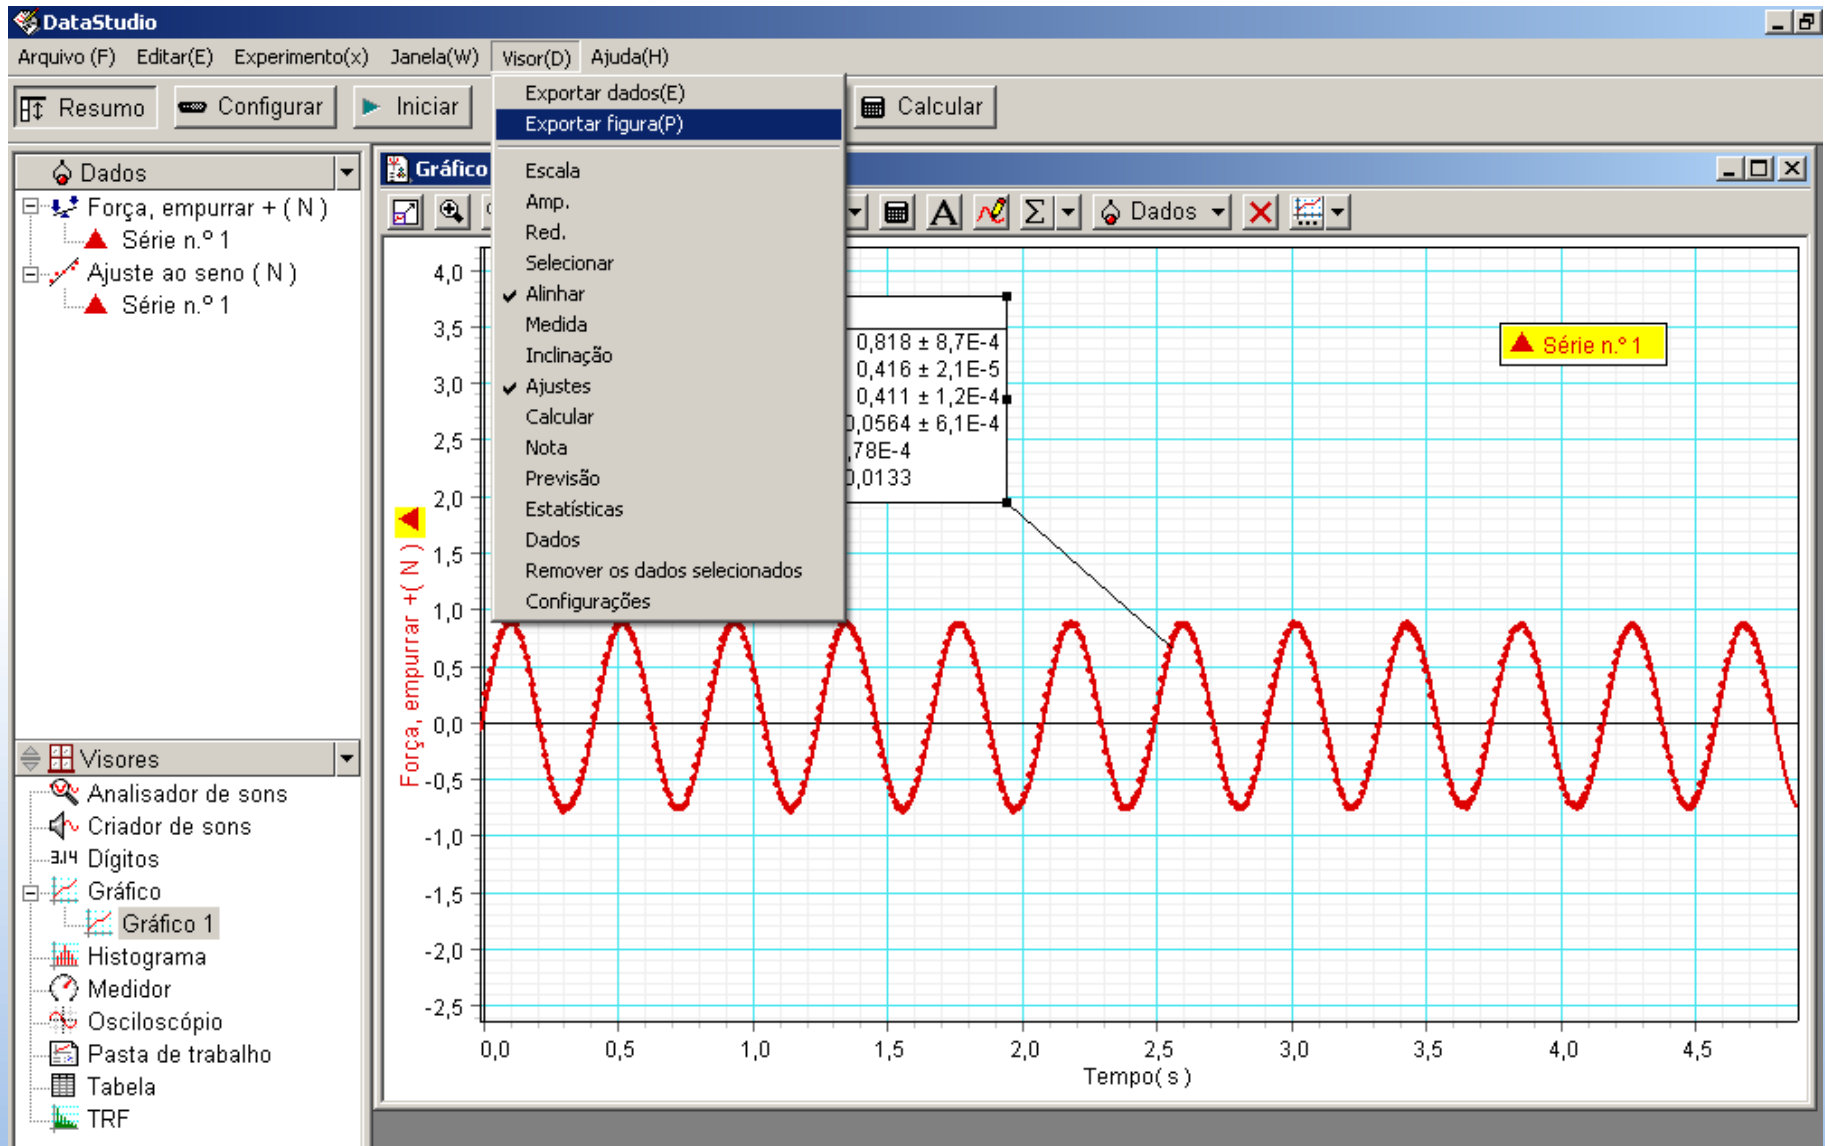 DataStudio
Arquivo (F) Editar(E) Experimento(x) Janela(W) Visor(D) Ajuda(H)
Resumo Configurar Iniciar Calcular
Exportar dados(E)
Exportar figura(P)
Escala
Amp.
Red.
Selecionar
Alinhar
Medida
Inclinação
Ajustes
Calcular
Nota
Previsão
Estatísticas
Dados
Remover os dados selecionados
Configurações
Dados
Força, empurrar + ( N )
Série n.º 1
Ajuste ao seno ( N )
Série n.º 1
Visores
Analisador de sons
Criador de sons
3.14 Dígitos
Gráfico
Gráfico 1
Histograma
Medidor
Osciloscópio
Pasta de trabalho
Tabela
TRF
Gráfico
A Σ Dados
0,818 ± 8,7E-4
0,416 ± 2,1E-5
0,411 ± 1,2E-4
0,0564 ± 6,1E-4
,78E-4
0,0133
Série n.º 1
Força, empurrar +( N )
4,0
3,5
3,0
2,5
2,0
1,5
1,0
0,5
0,0
-0,5
-1,0
-1,5
-2,0
-2,5
0,0 0,5 1,0 1,5 2,0 2,5 3,0 3,5 4,0 4,5
Tempo( s )